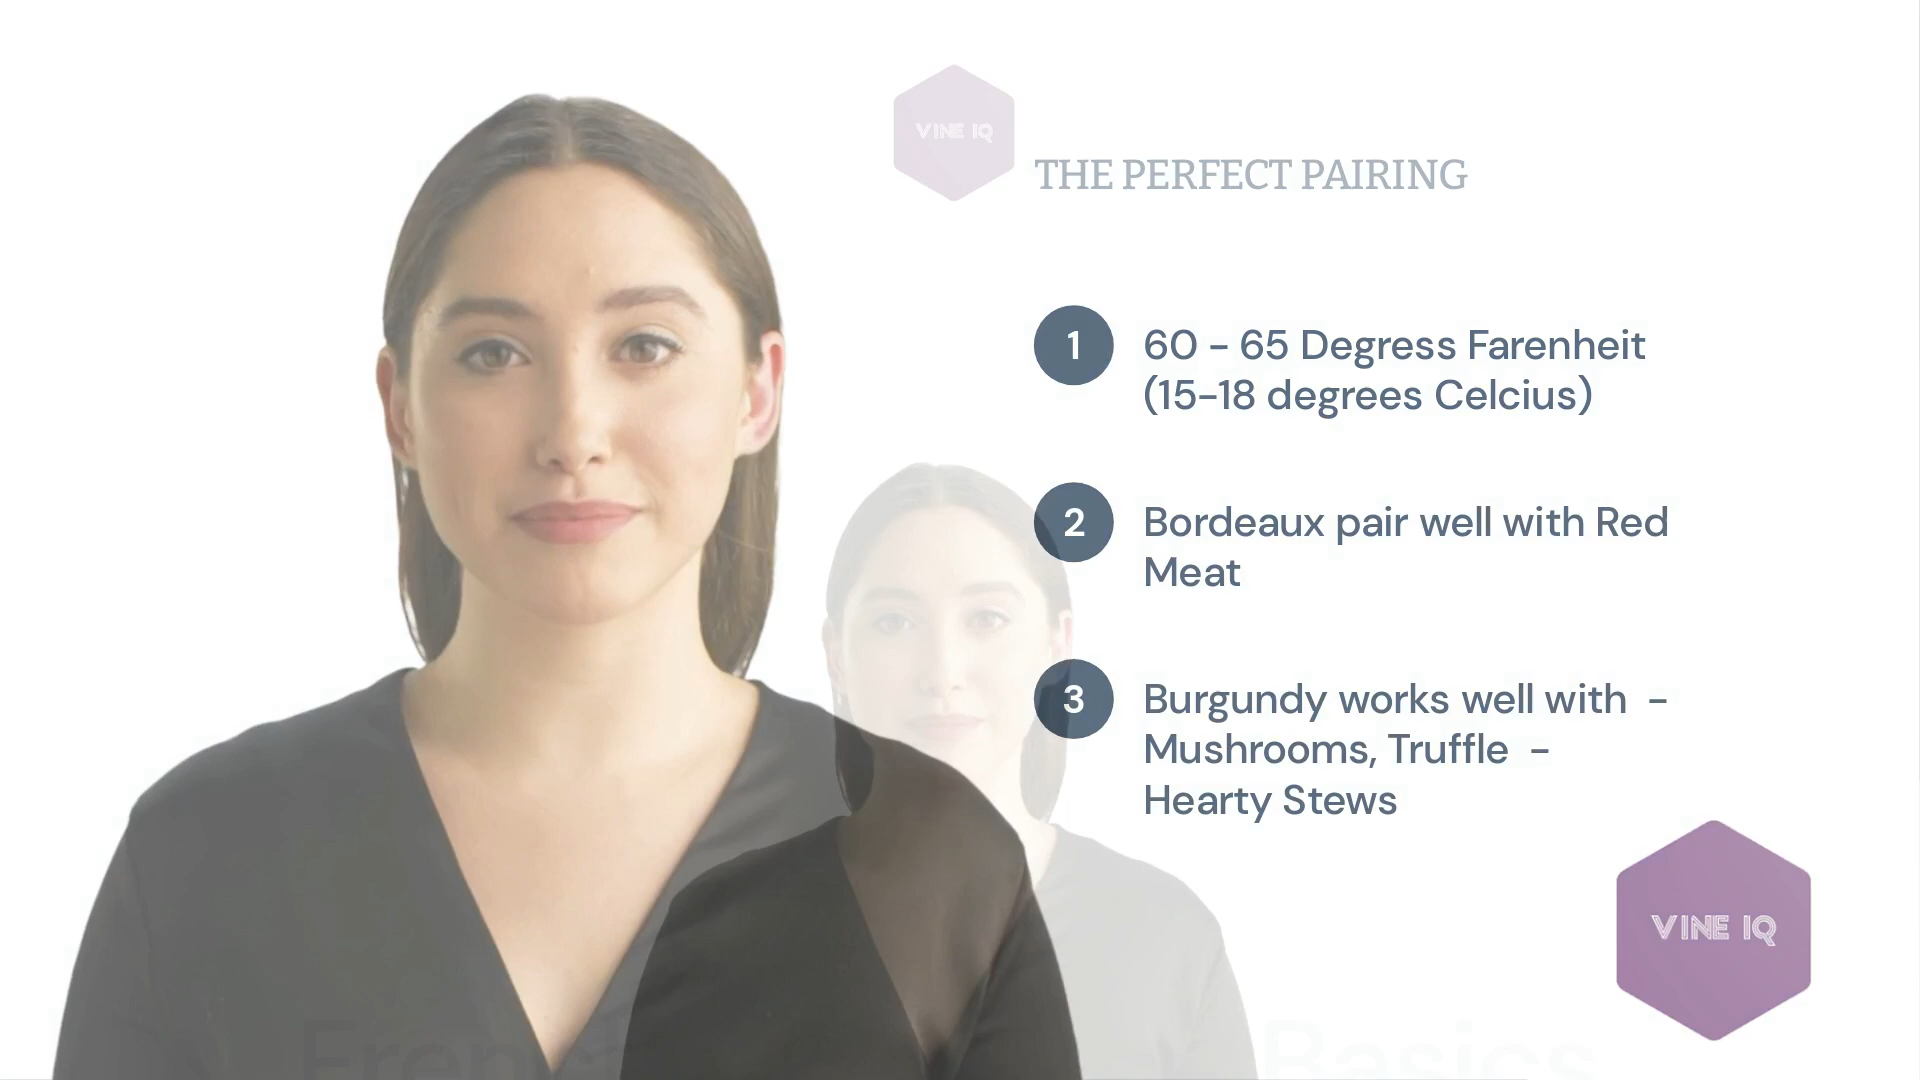 VINE IQ
THE PERFECT PAIRING
1
60 - 65 Degress Farenheit
(15-18 degrees Celcius)
2
Bordeaux pair well with Red
Meat
3
Burgundy works well with -
Mushrooms, Truffle -
Hearty Stews
VINE IQ
Basics